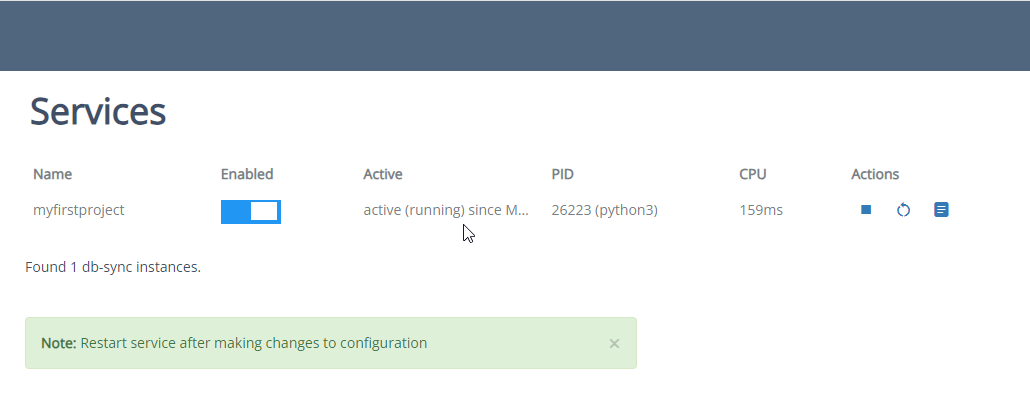 Services
Name Enabled Active PID CPU Actions
myfirstproject active (running) since M... 26223 (python3) 159ms
Found 1 db-sync instances.
Note: Restart service after making changes to configuration ×